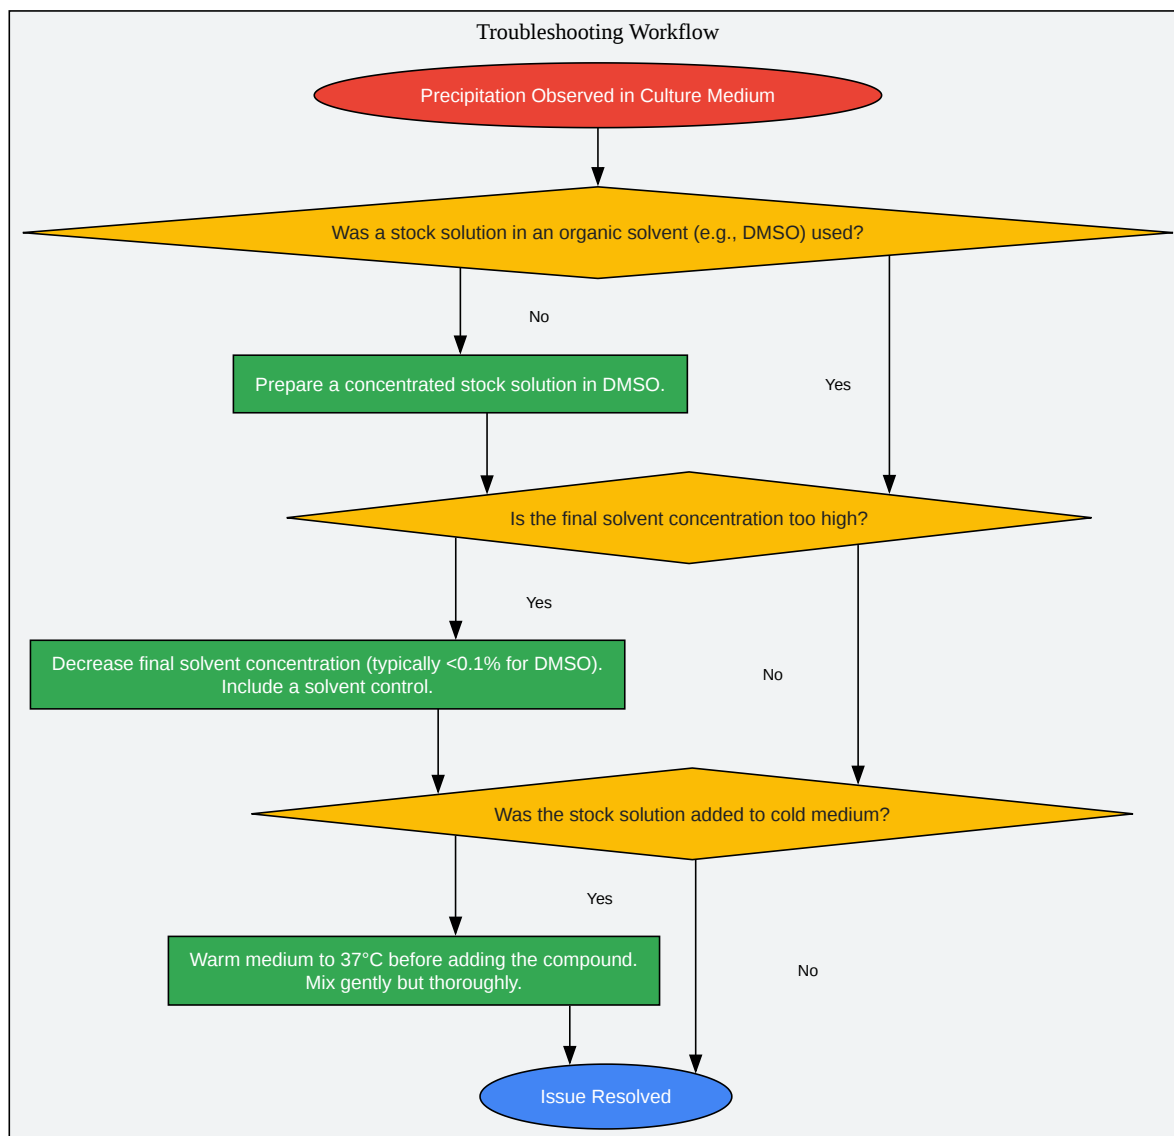 Troubleshooting Workflow
Precipitation Observed in Culture Medium
Was a stock solution in an organic solvent (e.g., DMSO) used?
No
Prepare a concentrated stock solution in DMSO.
Yes
Is the final solvent concentration too high?
Yes
Decrease final solvent concentration (typically <0.1% for DMSO).
Include a solvent control.
No
Was the stock solution added to cold medium?
Yes
Warm medium to 37°C before adding the compound.
Mix gently but thoroughly.
No
Issue Resolved